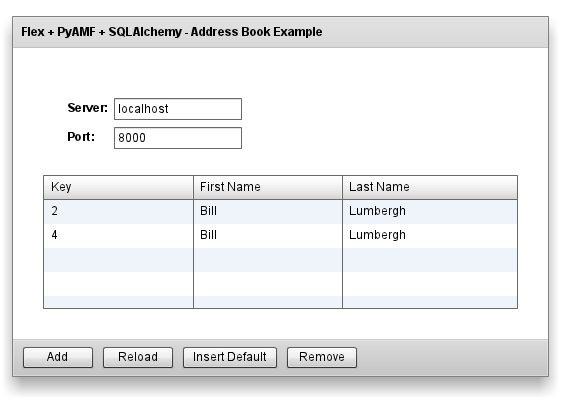 Flex + PyAMF + SQLAlchemy - Address Book Example
Server: localhost
Port: 8000
Key First Name Last Name
2 Bill Lumbergh
4 Bill Lumbergh
Add Reload Insert Default Remove